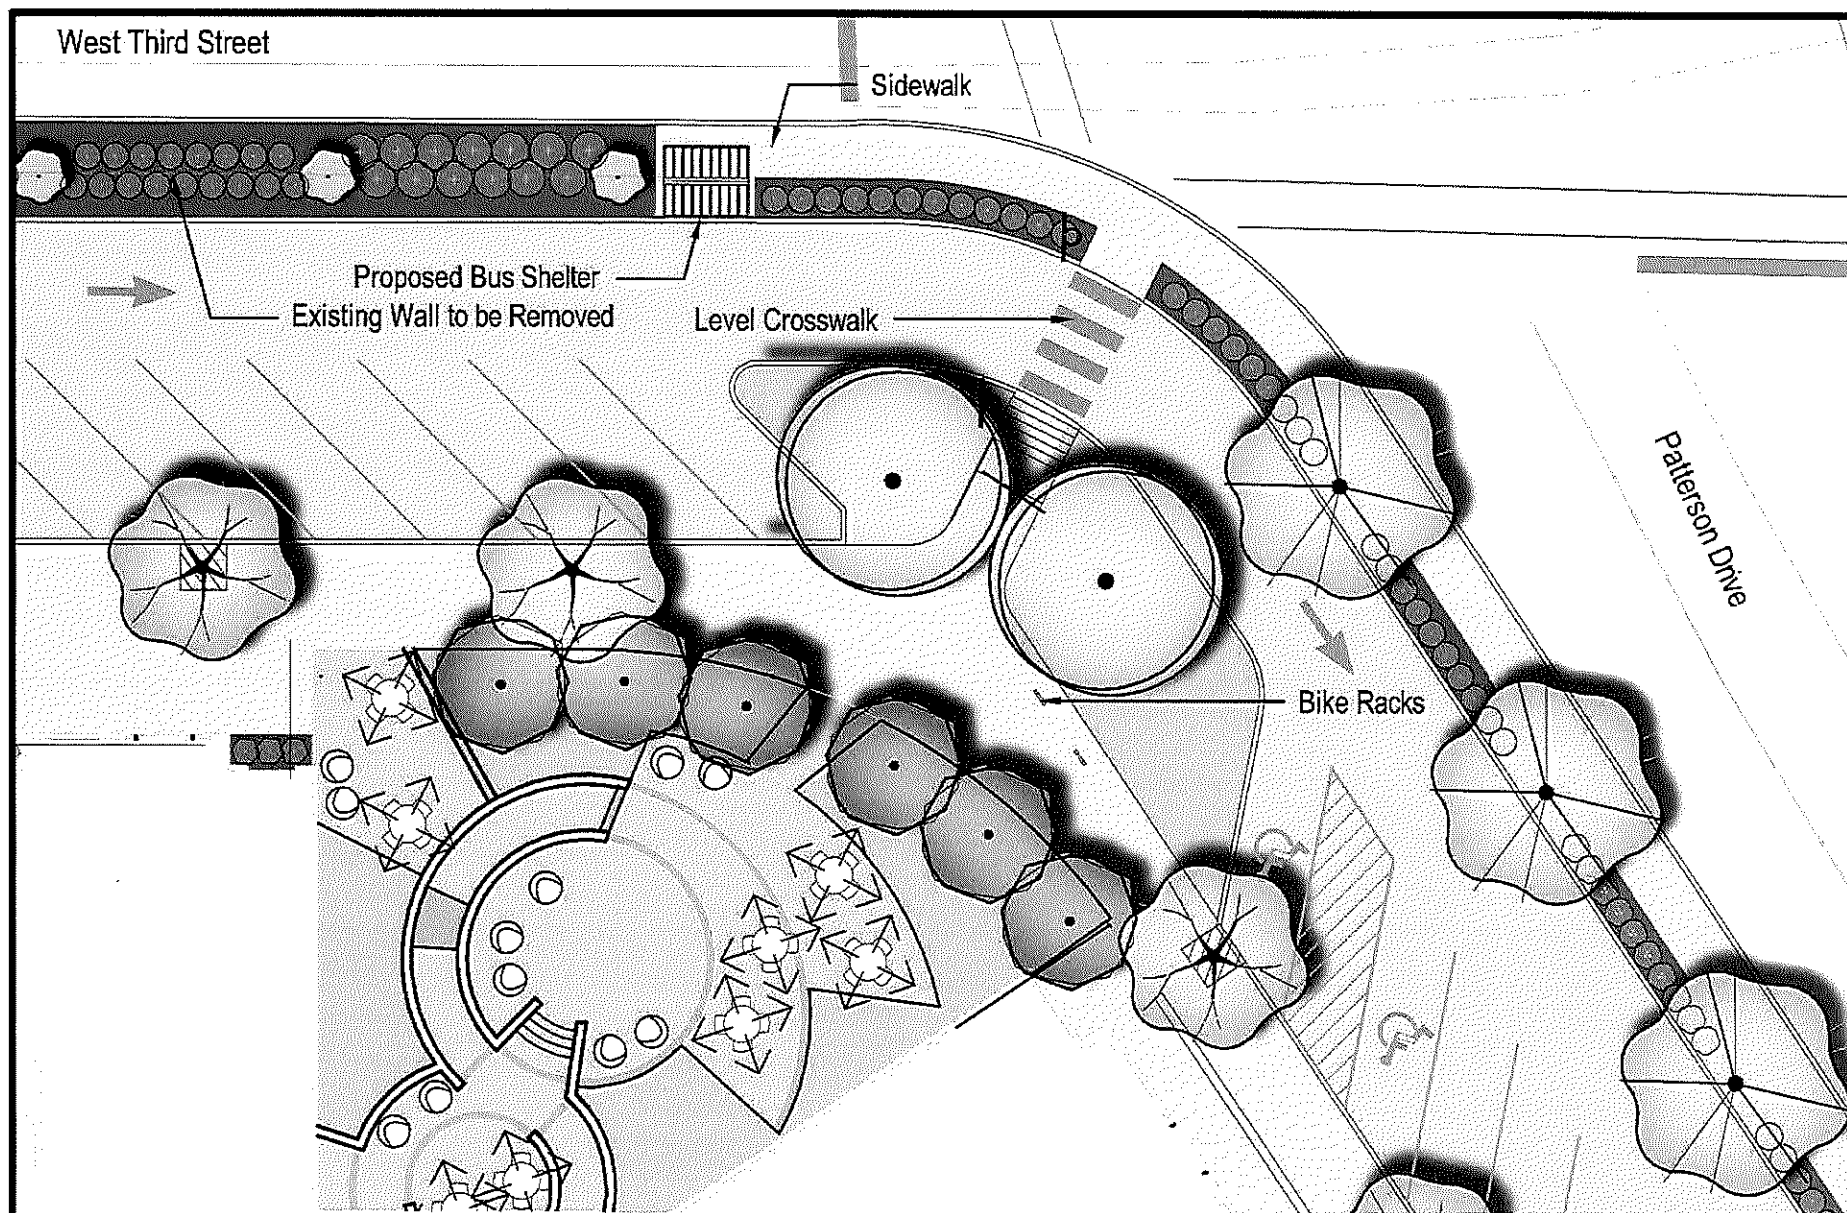 West Third Street
Sidewalk
Proposed Bus Shelter
Existing Wall to be Removed
Level Crosswalk
Patterson Drive
Bike Racks